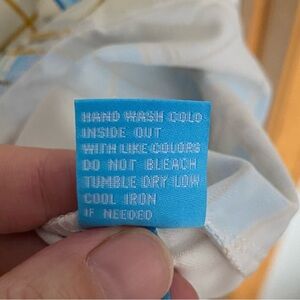 HAND WASH COLD
INSIDE OUT
WITH LIKE COLORS
DO NOT BLEACH
TUMBLE DRY LOW
COOL IRON
IF NEEDED